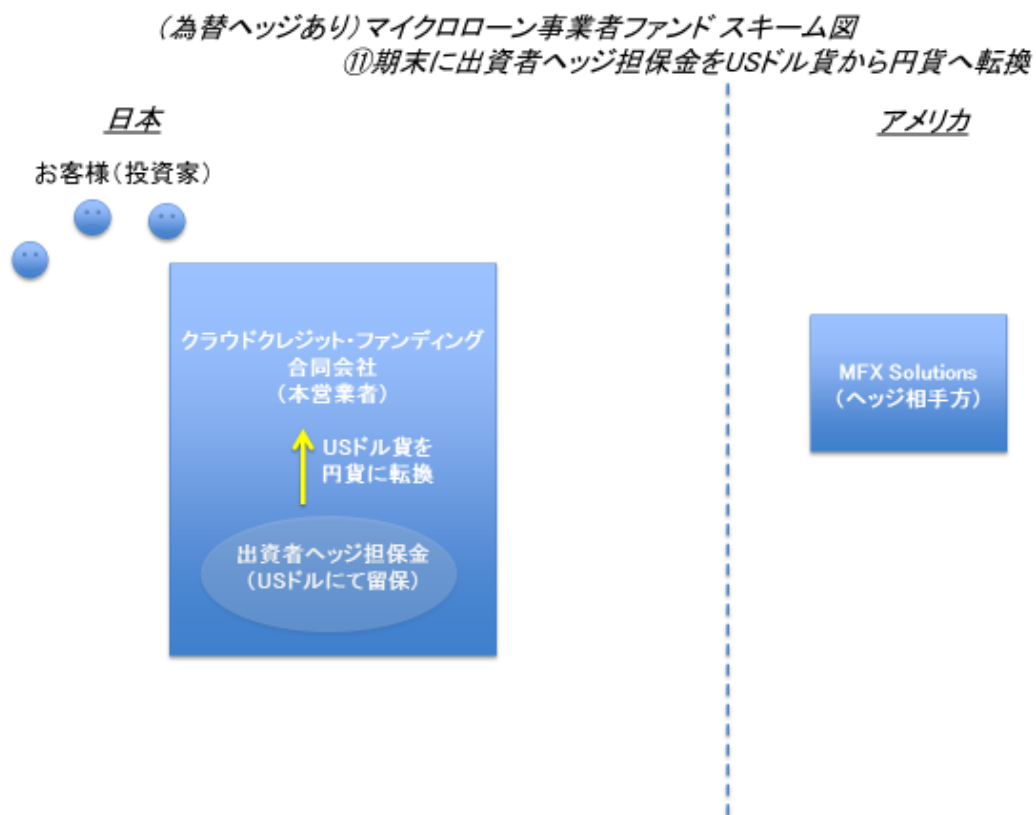 (為替ヘッジあり)マイクロローン事業者ファンド スキーム図
⑪期末に出資者ヘッジ担保金をUSドル貨から円貨へ転換
日本
アメリカ
お客様(投資家)
クラウドクレジット・ファンディング
合同会社
(本営業者)
USドル貨を
円貨に転換
出資者ヘッジ担保金
(USドルにて留保)
MFX Solutions
(ヘッジ相手方)